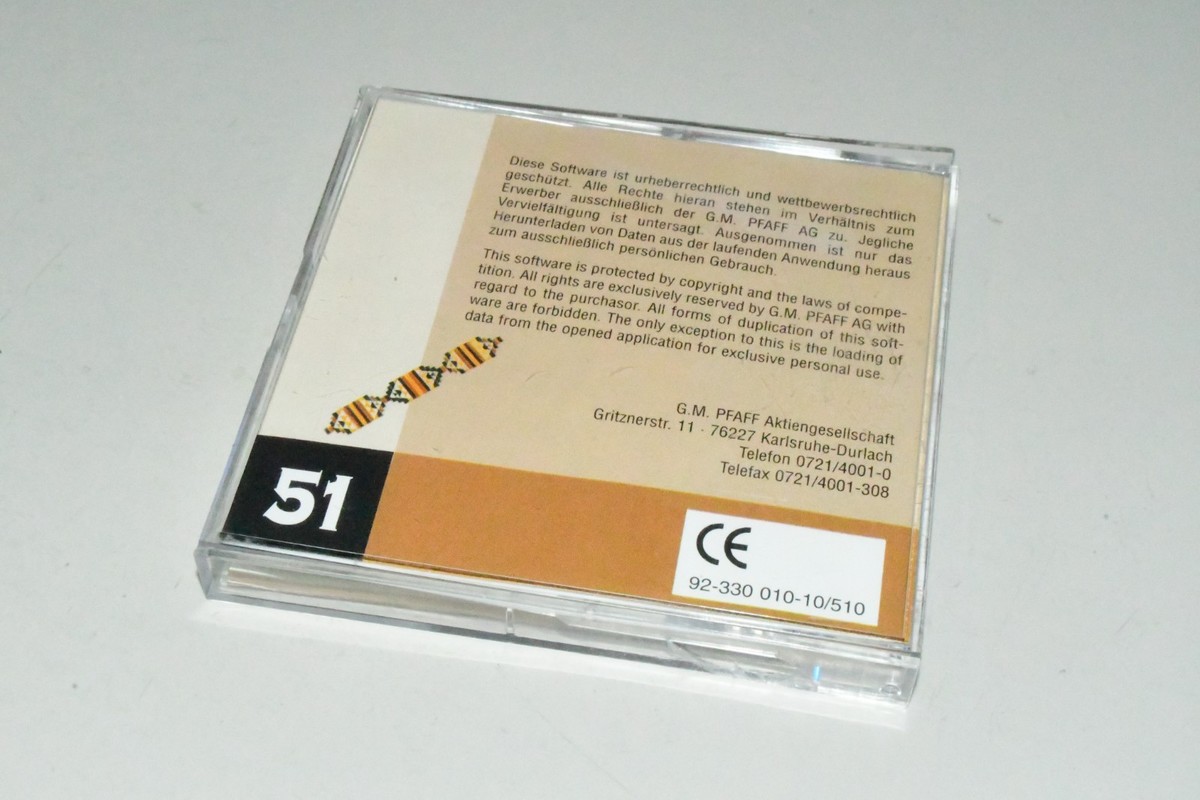 Diese Software ist urheberrechtlich und wettbewerbsrechtlich
geschützt. Alle Rechte hieran stehen im Verhältnis zum
Erwerber ausschließlich der G.M. PFAFF AG zu. Jegliche
Vervielfältigung ist untersagt. Ausgenommen ist nur das
Herunterladen von Daten aus der laufenden Anwendung heraus
zum ausschließlich persönlichen Gebrauch.
This software is protected by copyright and the laws of compe-
tition. All rights are exclusively reserved by G.M. PFAFF AG with
regard to the purchasor. All forms of duplication of this soft-
ware are forbidden. The only exception to this is the loading of
data from the opened application for exclusive personal use.
G.M. PFAFF Aktiengesellschaft
Gritznerstr. 11 · 76227 Karlsruhe-Durlach
Telefon 0721/4001-0
Telefax 0721/4001-308
51
CE
92-330 010-10/510